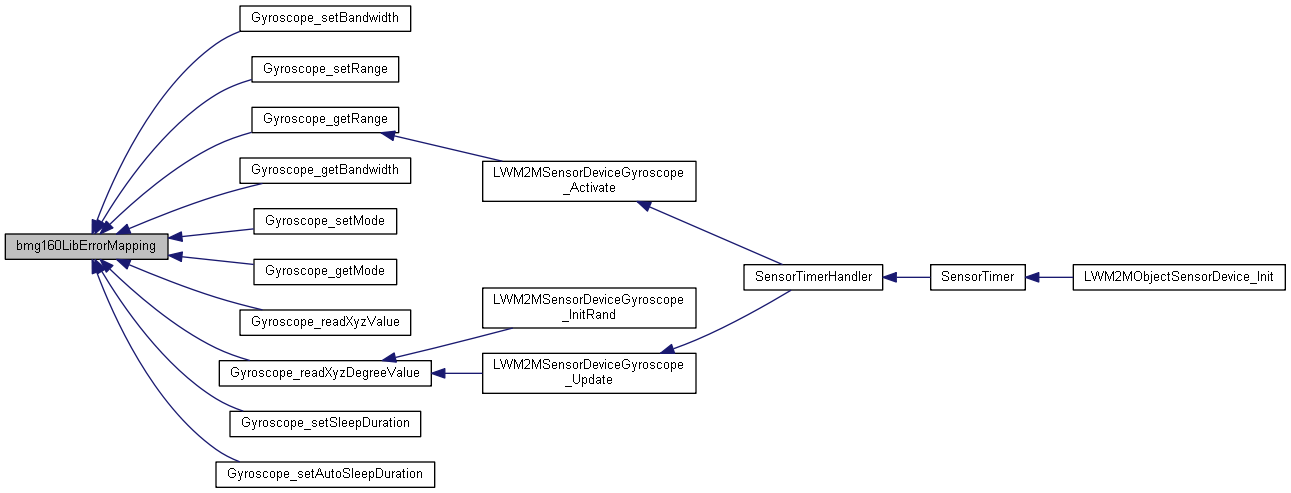 Gyroscope_setBandwidth
Gyroscope_setRange
Gyroscope_getRange
Gyroscope_getBandwidth
LWM2MSensorDeviceGyroscope
_Activate
Gyroscope_setMode
bmg160LibErrorMapping
Gyroscope_getMode
SensorTimerHandler
SensorTimer
LWM2MObjectSensorDevice_Init
LWM2MSensorDeviceGyroscope
_InitRand
Gyroscope_readXyzValue
Gyroscope_readXyzDegreeValue
LWM2MSensorDeviceGyroscope
_Update
Gyroscope_setSleepDuration
Gyroscope_setAutoSleepDuration